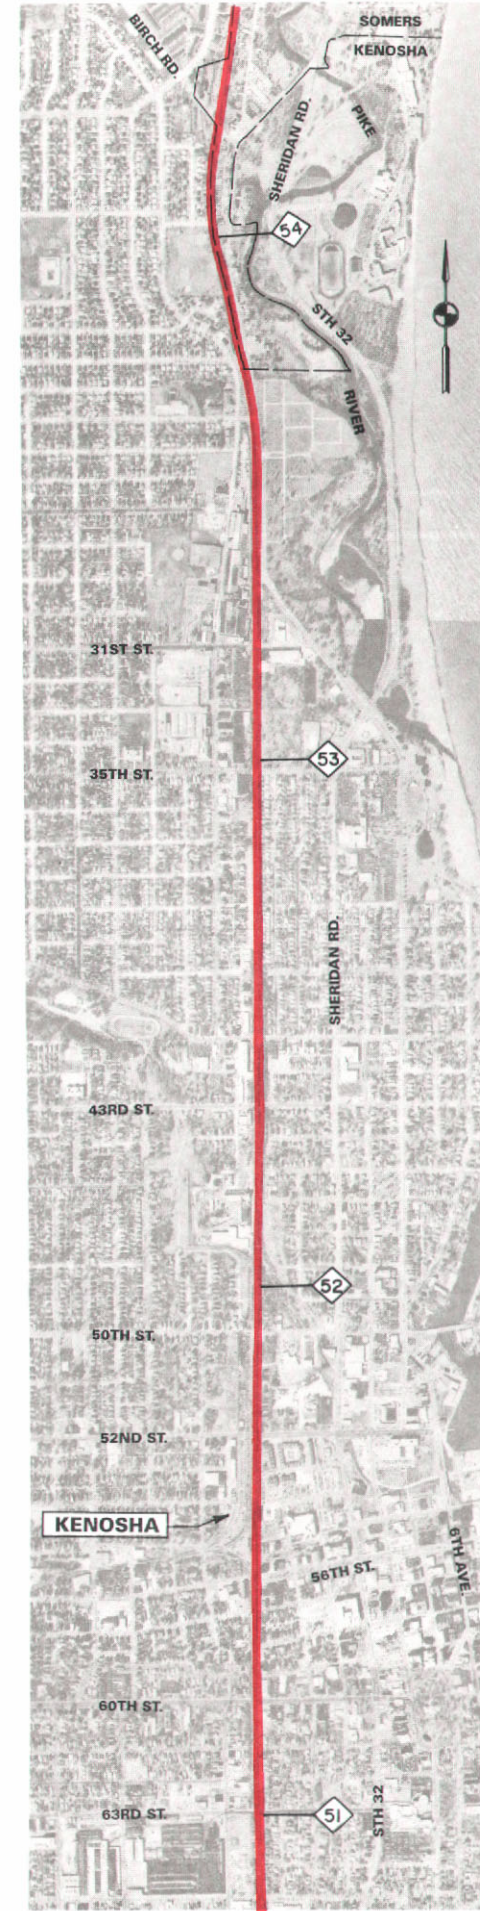 SOMERS
KENOSHA
BIRCH RD.
SHERIDAN RD.
PIKE
54
STH 32
RIVER
31ST ST.
53
35TH ST.
SHERIDAN RD.
43RD ST.
52
50TH ST.
52ND ST.
KENOSHA
56TH ST.
6TH AVE.
60TH ST.
STH 32
63RD ST.
51